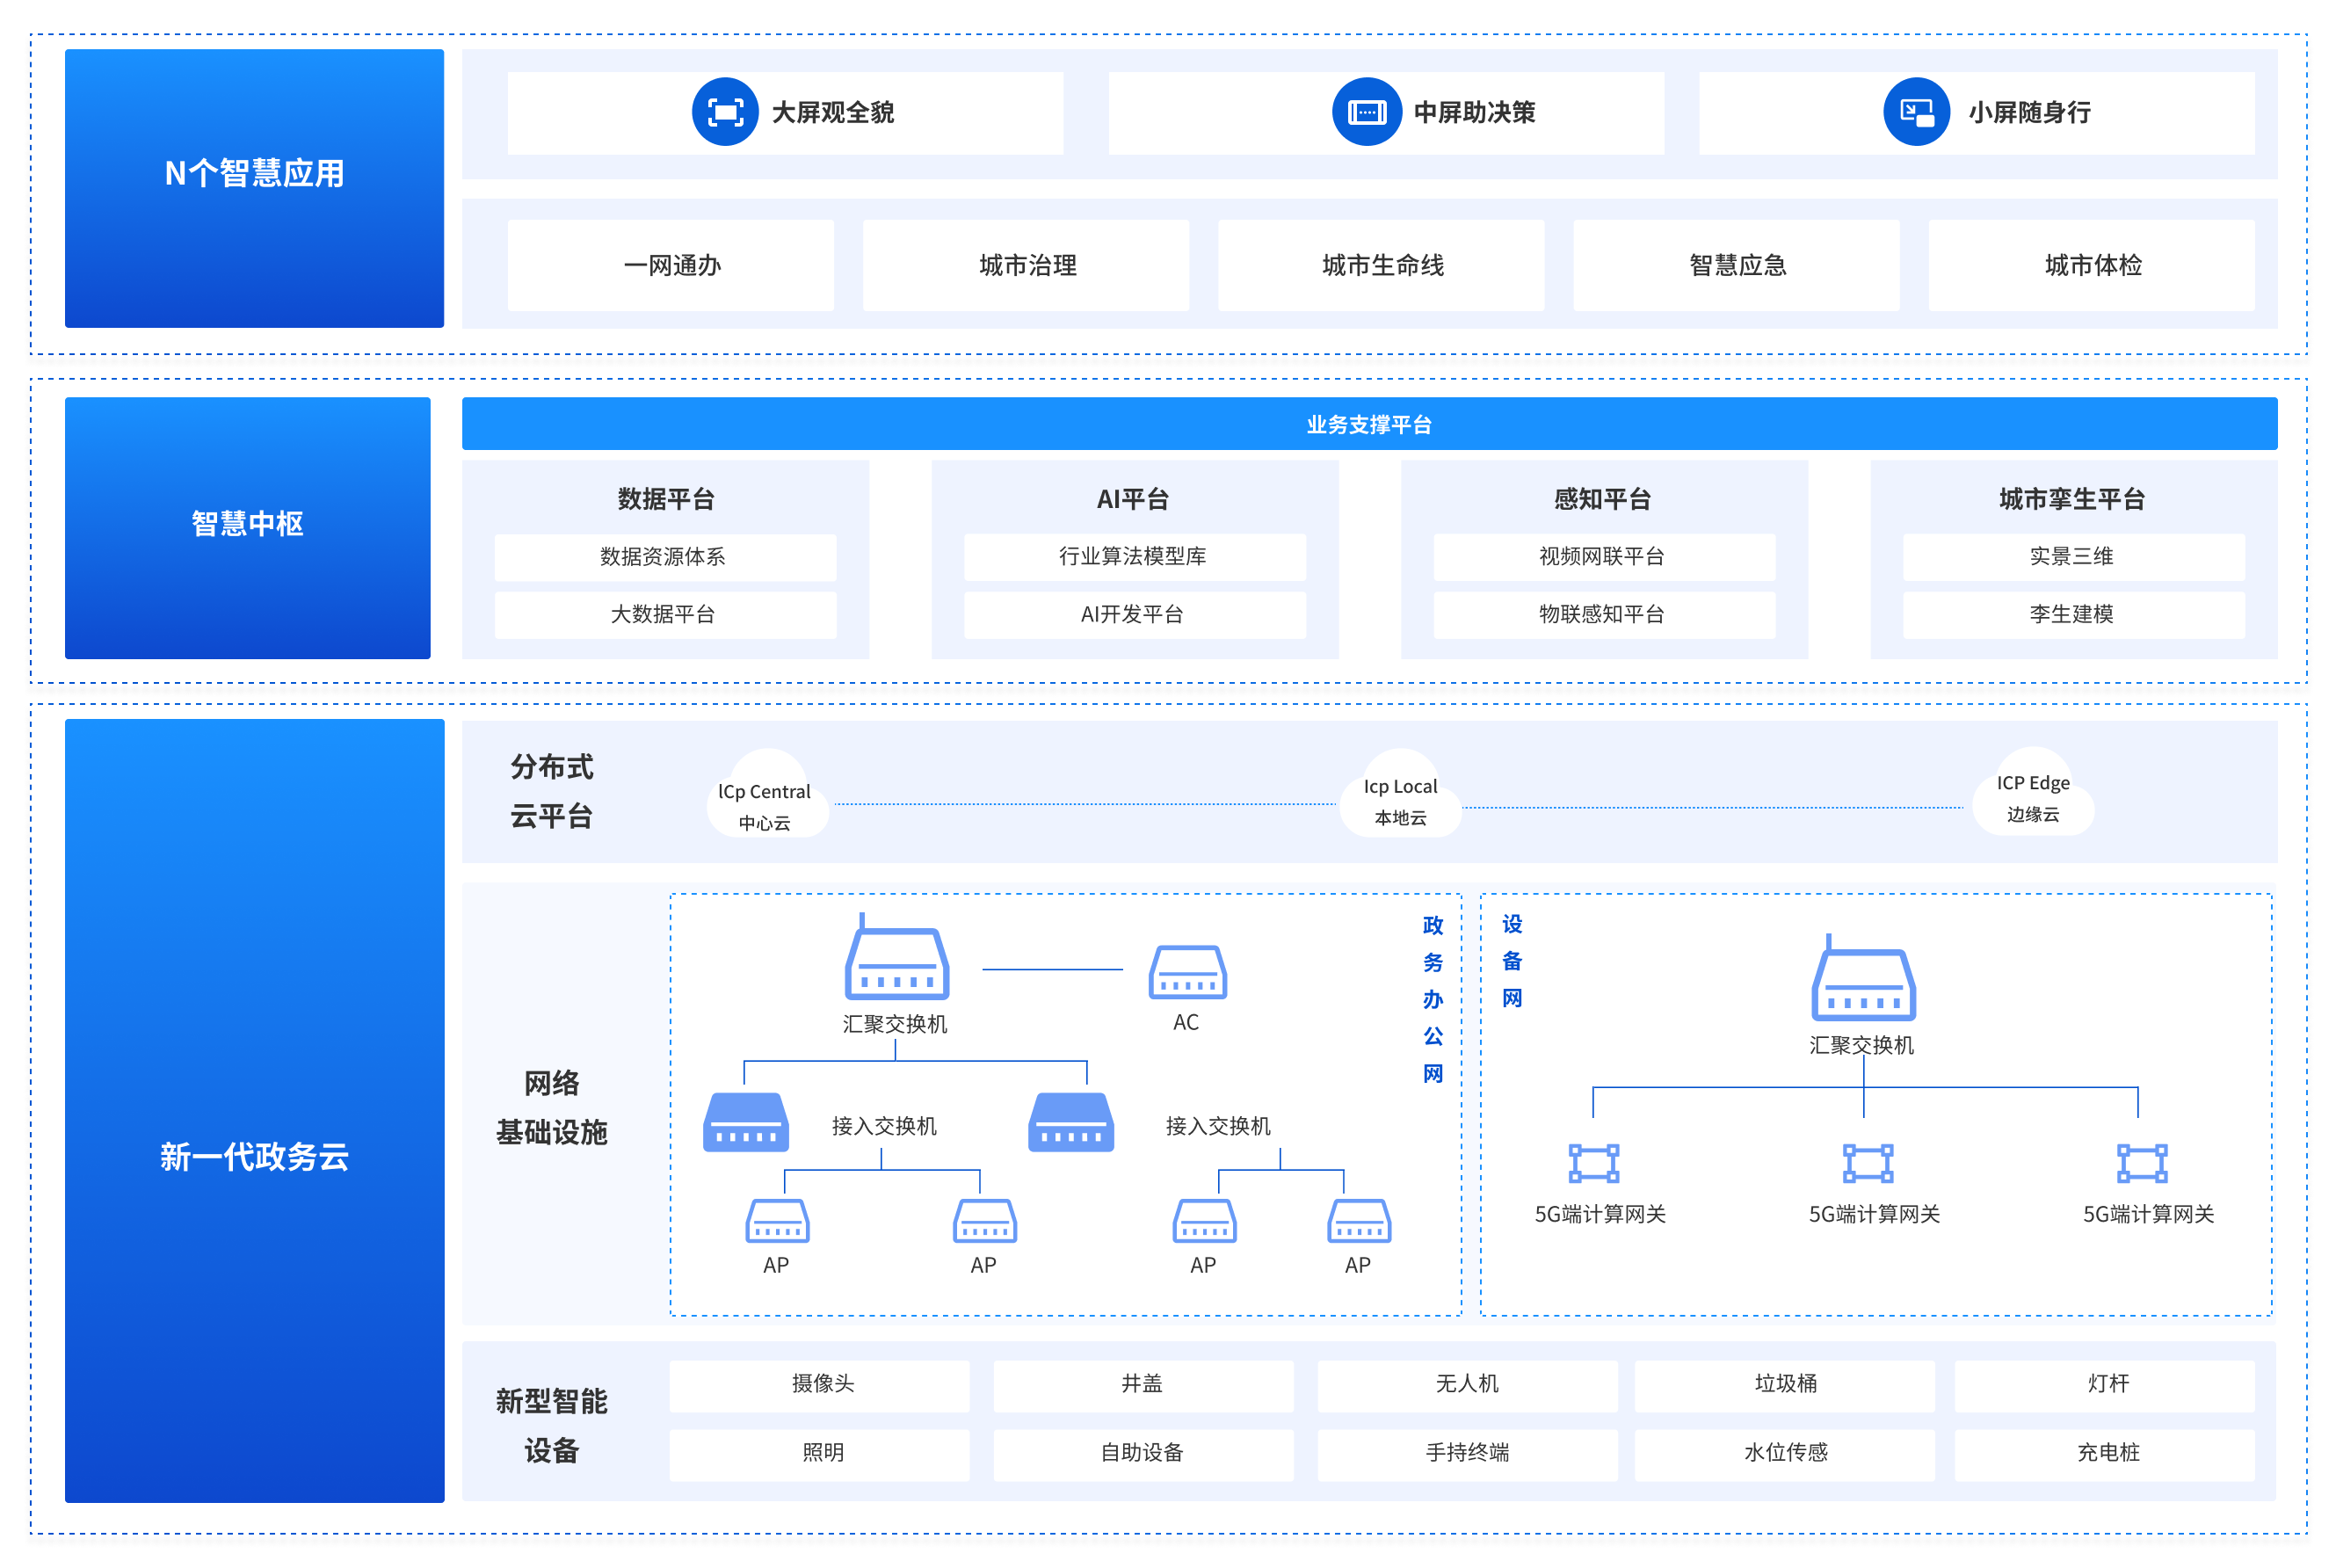 N个智慧应用
大屏观全貌
中屏助决策
小屏随身行
一网通办
城市治理
城市生命线
智慧应急
城市体检
智慧中枢
业务支撑平台
数据平台
数据资源体系
大数据平台
AI平台
行业算法模型库
AI开发平台
感知平台
视频网联平台
物联感知平台
城市孪生平台
实景三维
李生建模
新一代政务云
分布式
云平台
lCp Central
中心云
Icp Local
本地云
ICP Edge
边缘云
网络
基础设施
政务办公网
汇聚交换机
AC
接入交换机
接入交换机
AP
AP
AP
AP
设备网
汇聚交换机
5G端计算网关
5G端计算网关
5G端计算网关
新型智能
设备
摄像头
井盖
无人机
垃圾桶
灯杆
照明
自助设备
手持终端
水位传感
充电桩